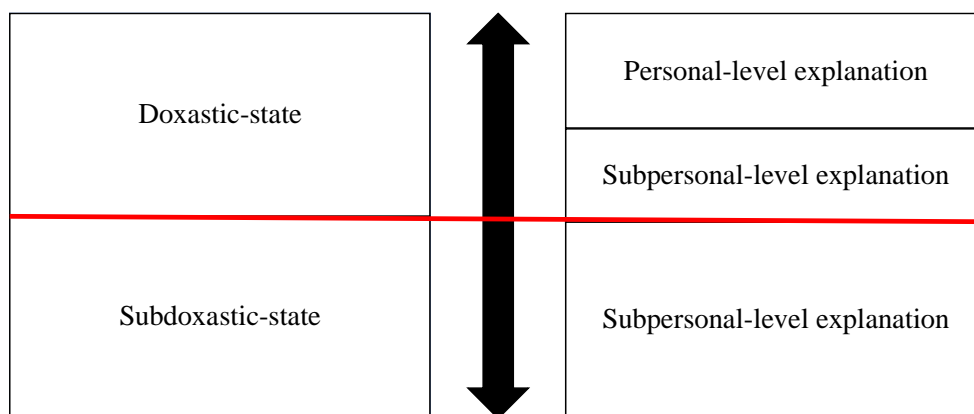 Doxastic-state
Personal-level explanation
Subpersonal-level explanation
Subdoxastic-state
Subpersonal-level explanation